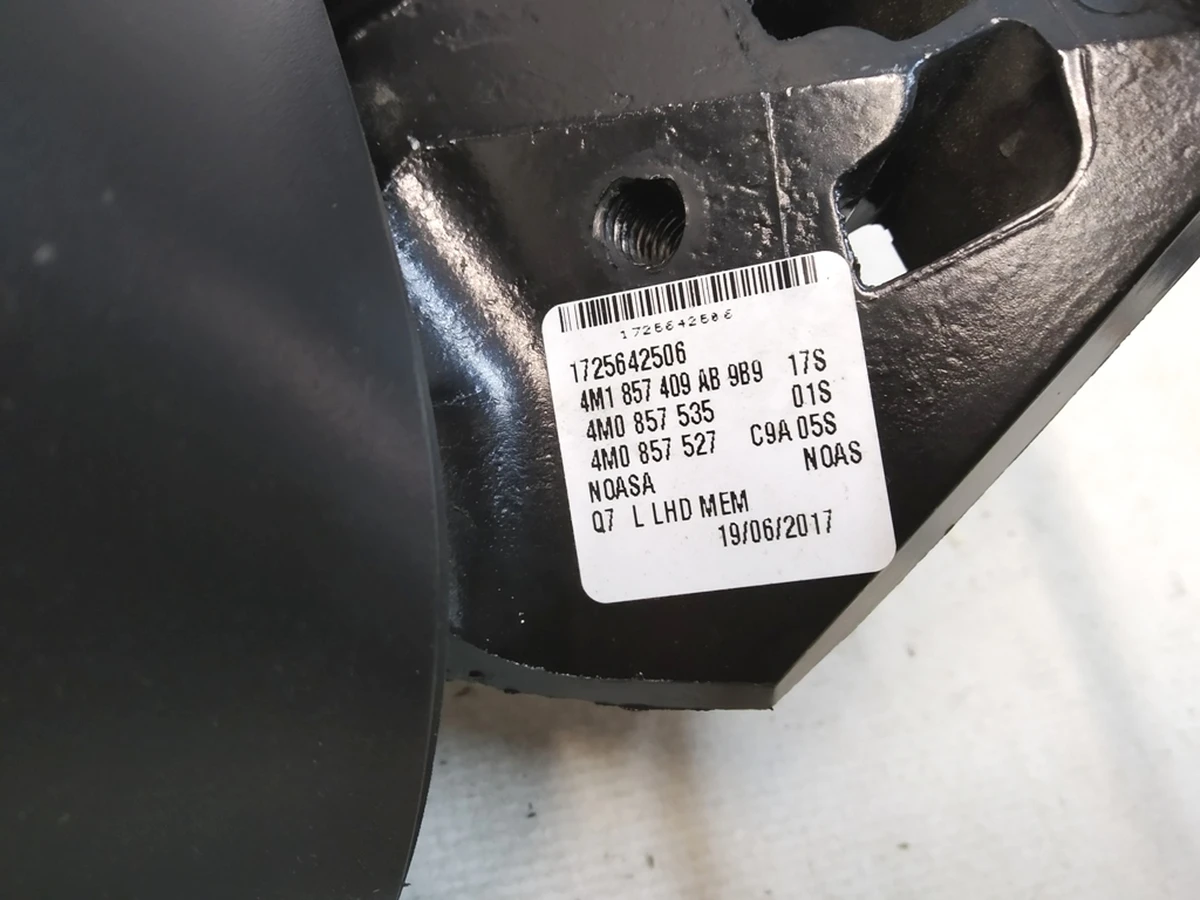 1725642506
1725642506
4M1 857 409 AB 9B9 17S
4M0 857 535 01S
4M0 857 527 C9A 05S
NOASA NOAS
Q7 L LHD MEM
19/06/2017